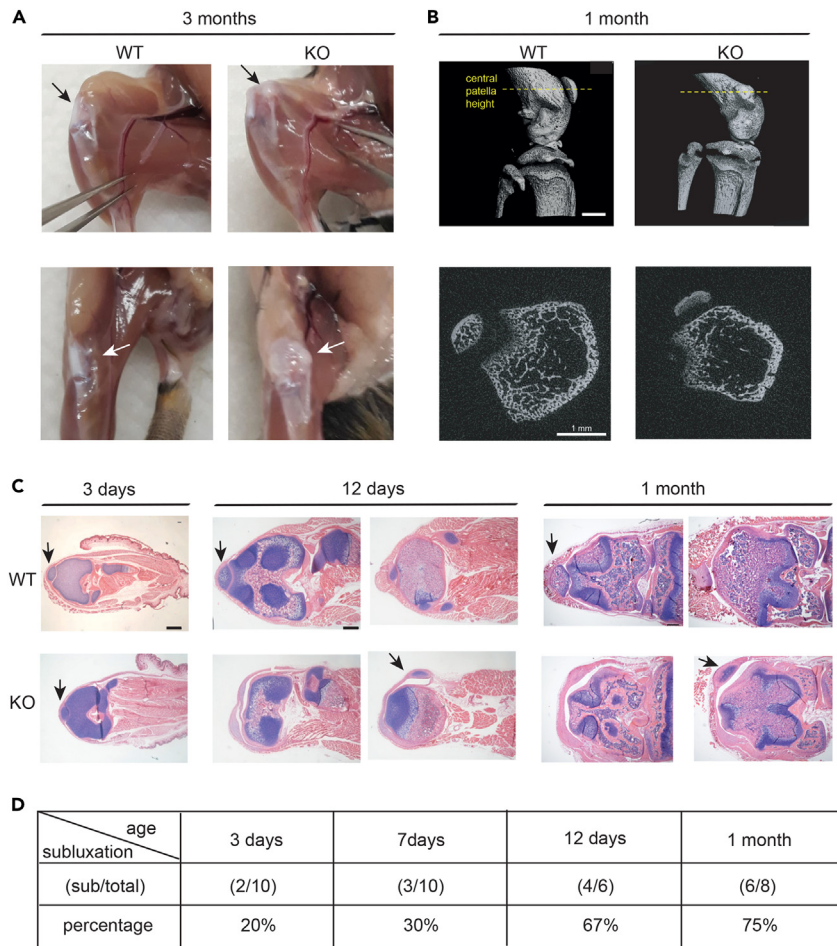 A
3 months
WT
KO
B
1 month
WT
KO
central
patella
height
1 mm
C
3 days
12 days
1 month
WT
KO
D
age
subluxation
3 days
7days
12 days
1 month
(sub/total)
(2/10)
(3/10)
(4/6)
(6/8)
percentage
20%
30%
67%
75%